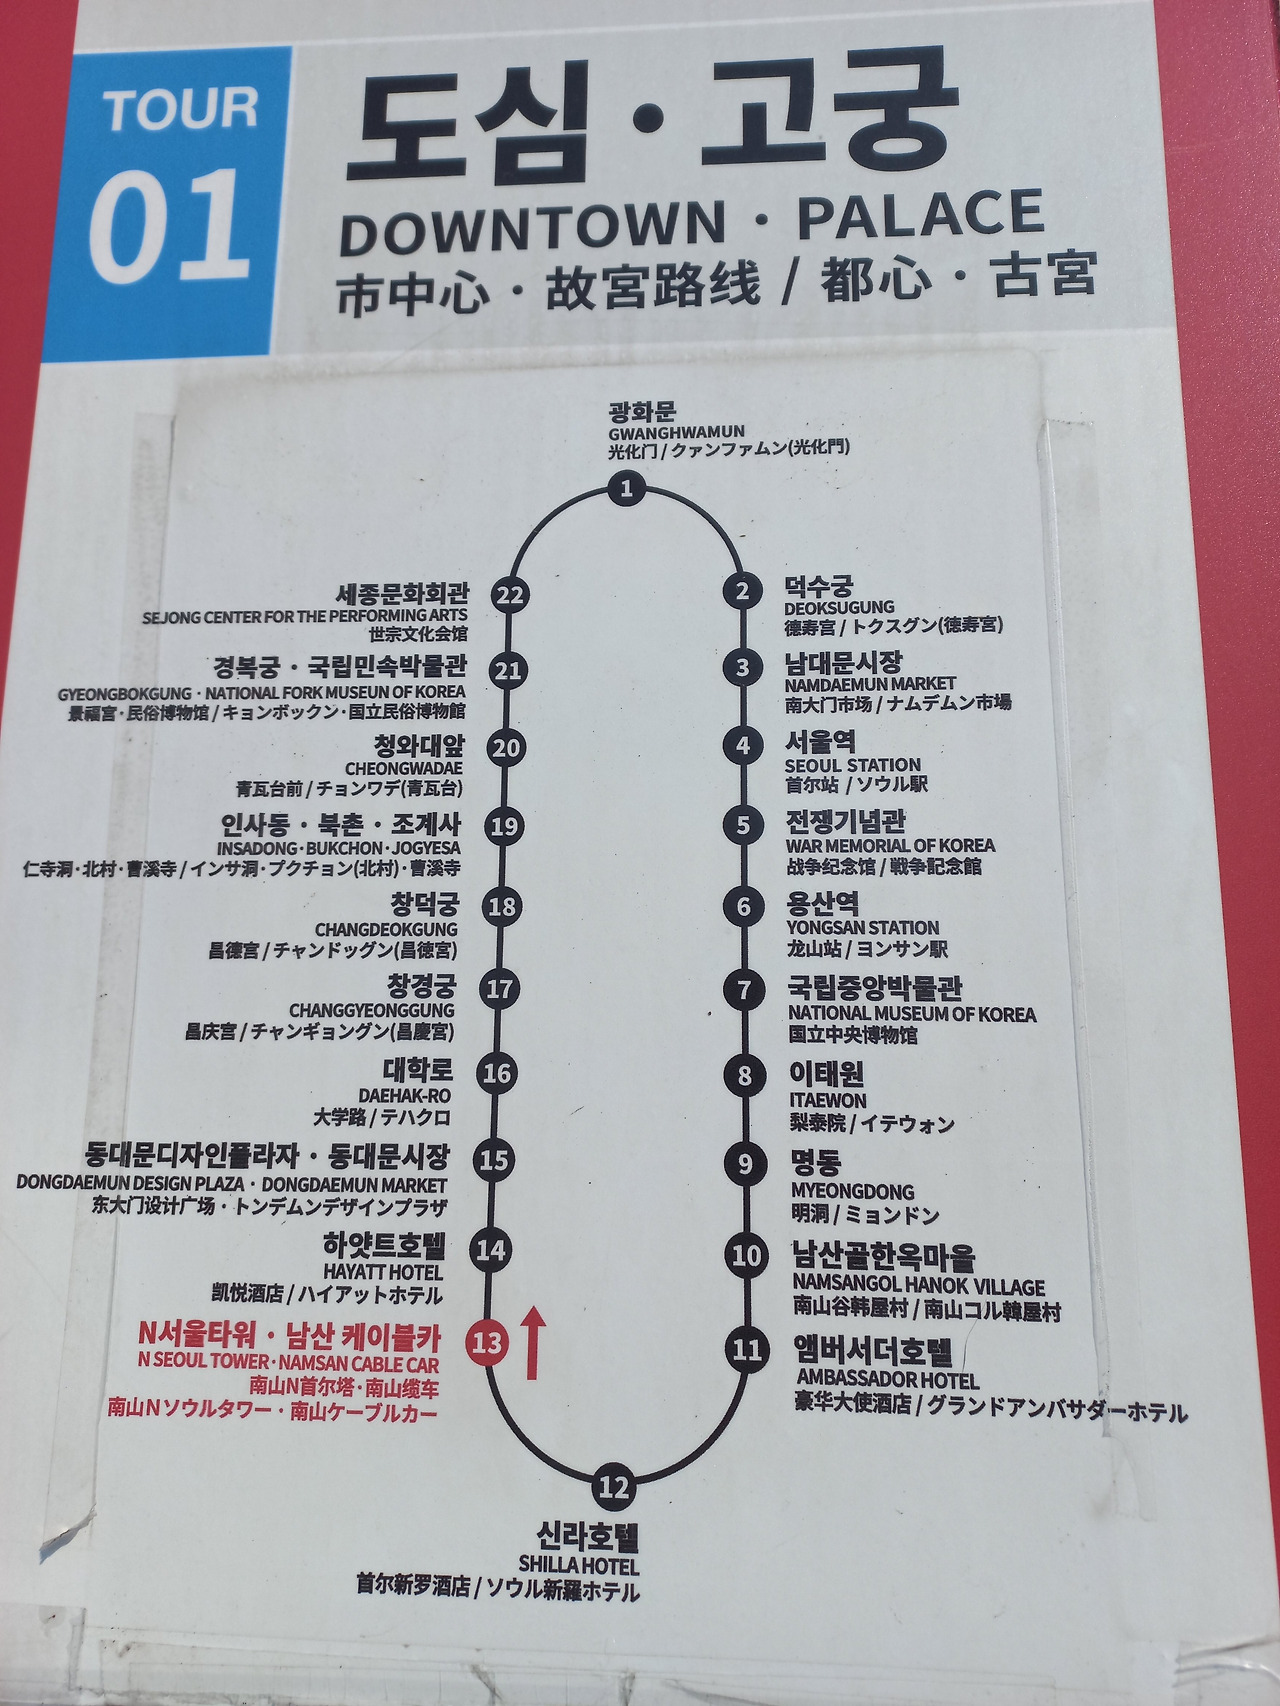 TOUR
01
도심 · 고궁
DOWNTOWN · PALACE
市中心 · 故宮路线 / 都心 · 古宮
광화문
GWANGHWAMUN
光化门 / クァンファムン(光化門)
1
2
덕수궁
DEOKSUGUNG
德寿宫 / トクスグン(徳寿宮)
3
남대문시장
NAMDAEMUN MARKET
南大门市场 / ナムデムン市場
4
서울역
SEOUL STATION
首尔站 / ソウル駅
5
전쟁기념관
WAR MEMORIAL OF KOREA
战争纪念馆 / 戦争記念館
6
용산역
YONGSAN STATION
龙山站 / ヨンサン駅
7
국립중앙박물관
NATIONAL MUSEUM OF KOREA
国立中央博物馆
8
이태원
ITAEWON
梨泰院 / イテウォン
9
명동
MYEONGDONG
明洞 / ミョンドン
10
남산골한옥마을
NAMSANGOL HANOK VILLAGE
南山谷韩屋村 / 南山コル韓屋村
11
앰버서더호텔
AMBASSADOR HOTEL
豪华大使酒店 / グランドアンバサダーホテル
12
신라호텔
SHILLA HOTEL
首尔新罗酒店 / ソウル新羅ホテル
13
N서울타워 · 남산 케이블카
N SEOUL TOWER · NAMSAN CABLE CAR
南山N首尔塔 · 南山缆车
南山Nソウルタワー · 南山ケーブルカー
14
하얏트호텔
HAYATT HOTEL
凯悦酒店 / ハイアットホテル
15
동대문디자인플라자 · 동대문시장
DONGDAEMUN DESIGN PLAZA · DONGDAEMUN MARKET
东大门设计广场 · トンデムンデザインプラザ
16
대학로
DAEHAK-RO
大学路 / テハクロ
17
창경궁
CHANGGYEONGGUNG
昌庆宫 / チャンギョングン(昌慶宮)
18
창덕궁
CHANGDEOKGUNG
昌德宫 / チャンドッグン(昌徳宮)
19
인사동 · 북촌 · 조계사
INSADONG · BUKCHON · JOGYESA
仁寺洞 · 北村 · 曹溪寺 / インサ洞 · プクチョン(北村) · 曹溪寺
20
청와대앞
CHEONGWADAE
青瓦台前 / チョンワデ(青瓦台)
21
경복궁 · 국립민속박물관
GYEONGBOKGUNG · NATIONAL FORK MUSEUN OF KOREA
景福宫 · 民俗博物馆 / キョンボックン · 国立民俗博物館
22
세종문화회관
SEJONG CENTER FOR THE PERFORMING ARTS
世宗文化会馆